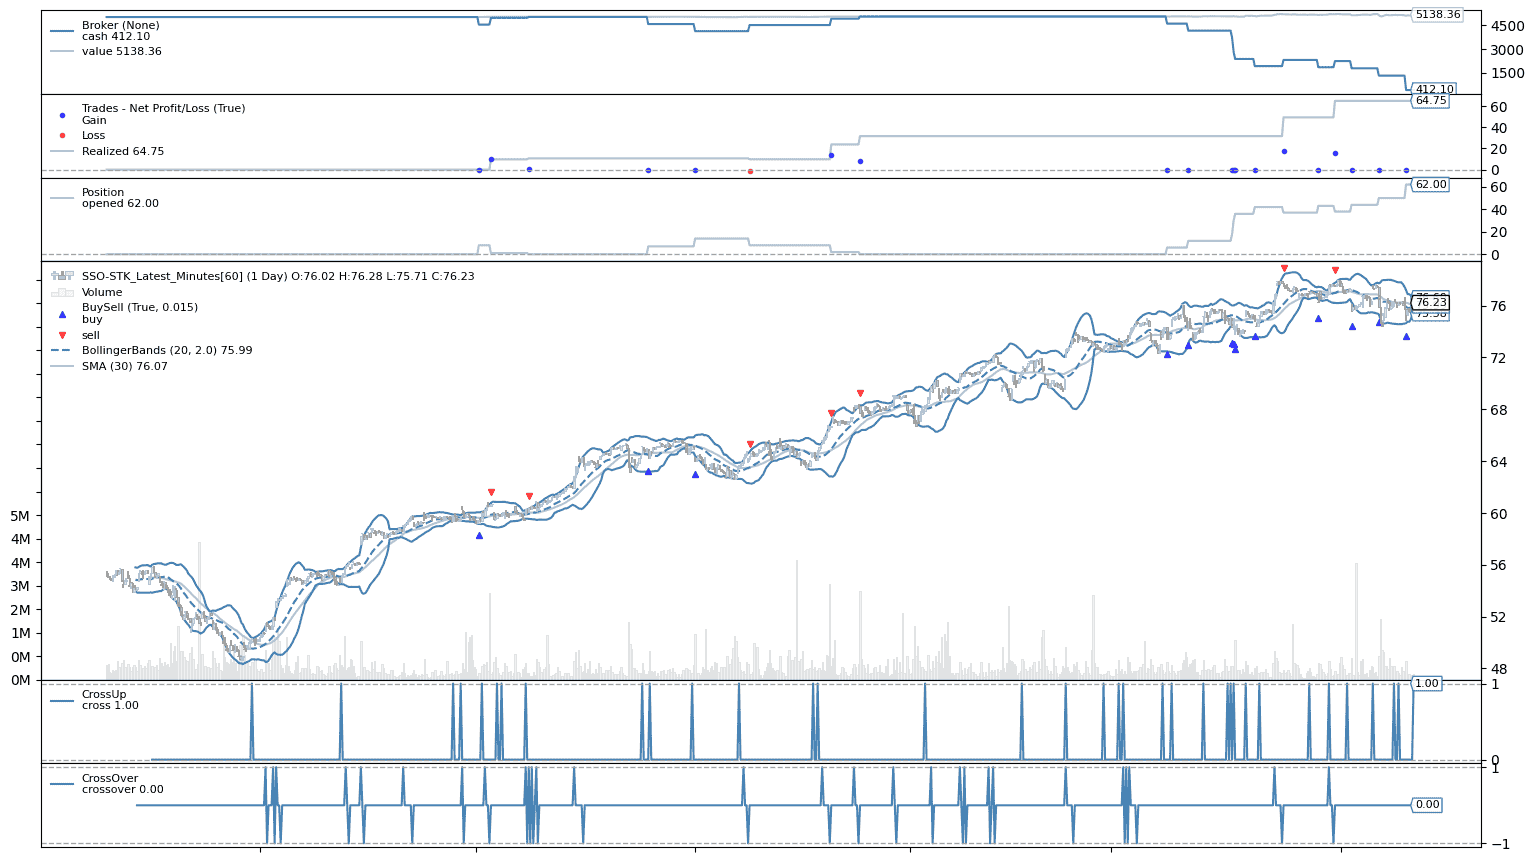 Broker (None)
cash 412.10
value 5138.36
5138.36
4500
3000
1500
412.10
Trades - Net Profit/Loss (True)
Gain
Loss
Realized 64.75
64.75
60
40
20
0
Position
opened 62.00
62.00
60
40
20
0
SSO-STK_Latest_Minutes[60] (1 Day) O:76.02 H:76.28 L:75.71 C:76.23
Volume
BuySell (True, 0.015)
buy
sell
BollingerBands (20, 2.0) 75.99
SMA (30) 76.07
76.23
76
72
68
64
60
56
52
48
5M
4M
4M
3M
2M
1M
0M
0M
CrossUp
cross 1.00
1.00
1
0
CrossOver
crossover 0.00
1
0.00
−1